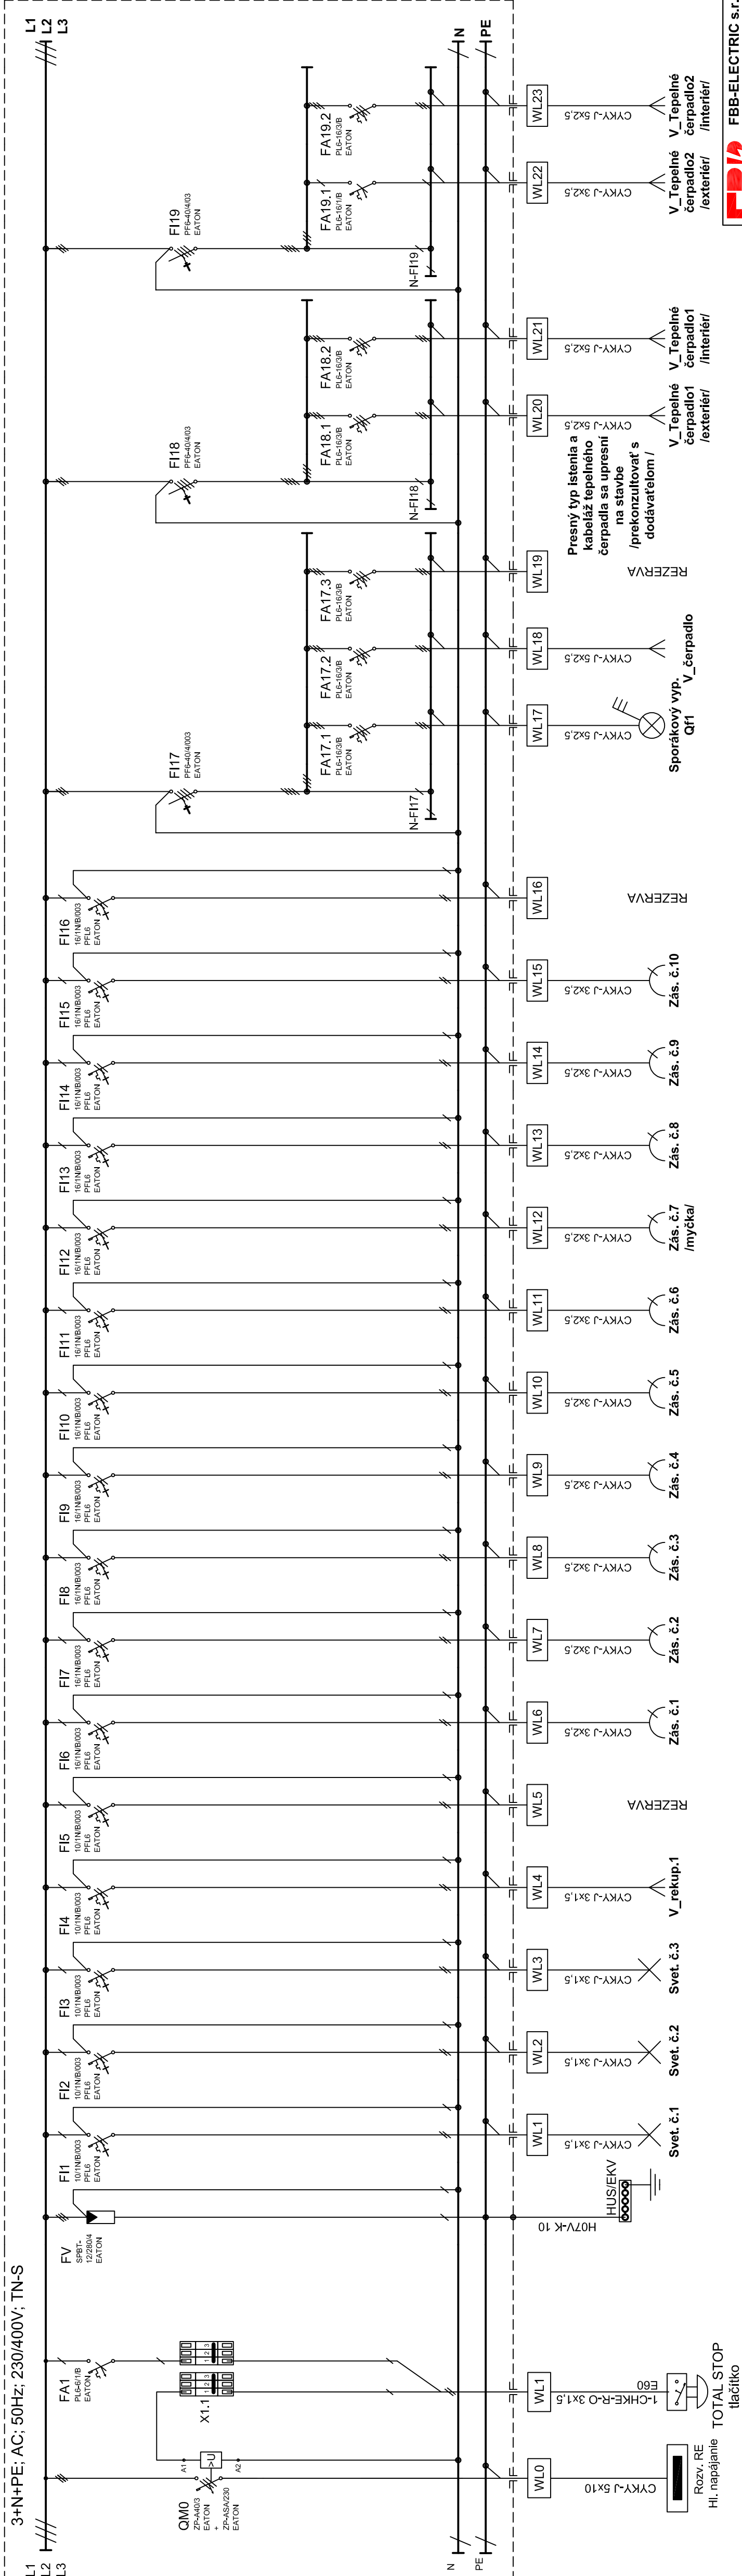 3+N+PE; AC; 50Hz; 230/400V; TN-S
L1
L2
L3
N
PE
QM0
ZP-A40/3
EATON
+
ZP-ASA/230
EATON
A1
>U
A2
WL0
CYKY-J 5x10
Rozv. RE
Hl. napájanie
FA1
PL6-6/1/B
EATON
X1.1
1 2 3
1 2 3
WL1
1-CHKE-R-O 3x1,5
E60
TOTAL STOP
tlačítko
FV
SPBT-
12/280/4
EATON
H07V-K 10
HUS/EKV
FI1
10/1N/B/003
PFL6
EATON
WL1
CYKY-J 3x1,5
Svet. č.1
FI2
10/1N/B/003
PFL6
EATON
WL2
CYKY-J 3x1,5
Svet. č.2
FI3
10/1N/B/003
PFL6
EATON
WL3
CYKY-J 3x1,5
Svet. č.3
FI4
10/1N/B/003
PFL6
EATON
WL4
CYKY-J 3x1,5
V_rekup.1
FI5
10/1N/B/003
PFL6
EATON
WL5
REZERVA
FI6
16/1N/B/003
PFL6
EATON
WL6
CYKY-J 3x2,5
Zás. č.1
FI7
16/1N/B/003
PFL6
EATON
WL7
CYKY-J 3x2,5
Zás. č.2
FI8
16/1N/B/003
PFL6
EATON
WL8
CYKY-J 3x2,5
Zás. č.3
FI9
16/1N/B/003
PFL6
EATON
WL9
CYKY-J 3x2,5
Zás. č.4
FI10
16/1N/B/003
PFL6
EATON
WL10
CYKY-J 3x2,5
Zás. č.5
FI11
16/1N/B/003
PFL6
EATON
WL11
CYKY-J 3x2,5
Zás. č.6
FI12
16/1N/B/003
PFL6
EATON
WL12
CYKY-J 3x2,5
Zás. č.7
/myčka/
FI13
16/1N/B/003
PFL6
EATON
WL13
CYKY-J 3x2,5
Zás. č.8
FI14
16/1N/B/003
PFL6
EATON
WL14
CYKY-J 3x2,5
Zás. č.9
FI15
16/1N/B/003
PFL6
EATON
WL15
CYKY-J 3x2,5
Zás. č.10
FI16
16/1N/B/003
PFL6
EATON
WL16
REZERVA
FI17
PF6-40/4/003
EATON
N-FI17
FA17.1
PL6-16/3/B
EATON
WL17
CYKY-J 5x2,5
Sporákový vyp.
Qf1
FA17.2
PL6-16/3/B
EATON
WL18
CYKY-J 5x2,5
V_čerpadlo
FA17.3
PL6-16/3/B
EATON
WL19
REZERVA
FI18
PF6-40/4/03
EATON
N-FI18
Presný typ istenia a
kabeláž tepelného
čerpadla sa upresní
na stavbe
/prekonzultovať s
dodávateľom /
FA18.1
PL6-16/3/B
EATON
WL20
CYKY-J 5x2,5
V_Tepelné
čerpadlo1
/exteriér/
FA18.2
PL6-16/3/B
EATON
WL21
CYKY-J 5x2,5
V_Tepelné
čerpadlo1
/interiér/
FI19
PF6-40/4/03
EATON
N-FI19
FA19.1
PL6-16/1/B
EATON
WL22
CYKY-J 5x2,5
V_Tepelné
čerpadlo2
/exteriér/
FA19.2
PL6-16/3/B
EATON
WL23
CYKY-J 5x2,5
V_Tepelné
čerpadlo2
/interiér/
L1
L2
L3
N
PE
FBB-ELECTRIC s.r.